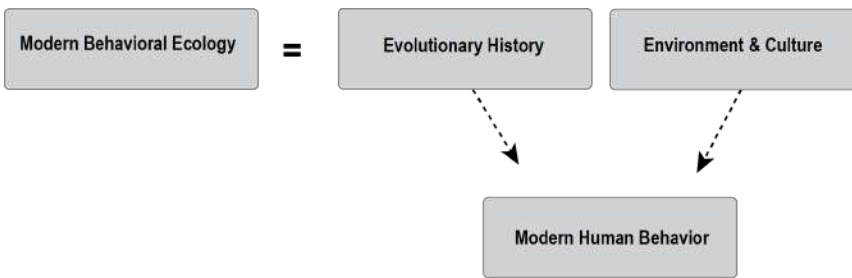 Modern Behavioral Ecology
=
Evolutionary History
Environment & Culture
Modern Human Behavior